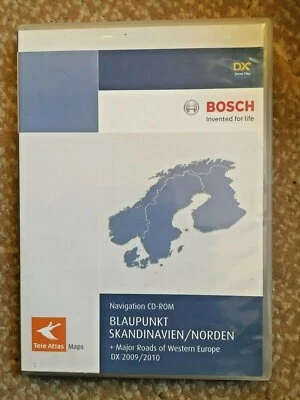 DX
BOSCH
Invented for life
Navigation CD-ROM
BLAUPUNKT
SKANDINAVIEN/NORDEN
+ Major Roads of Western Europe
DX 2009/2010
Tele Atlas Maps